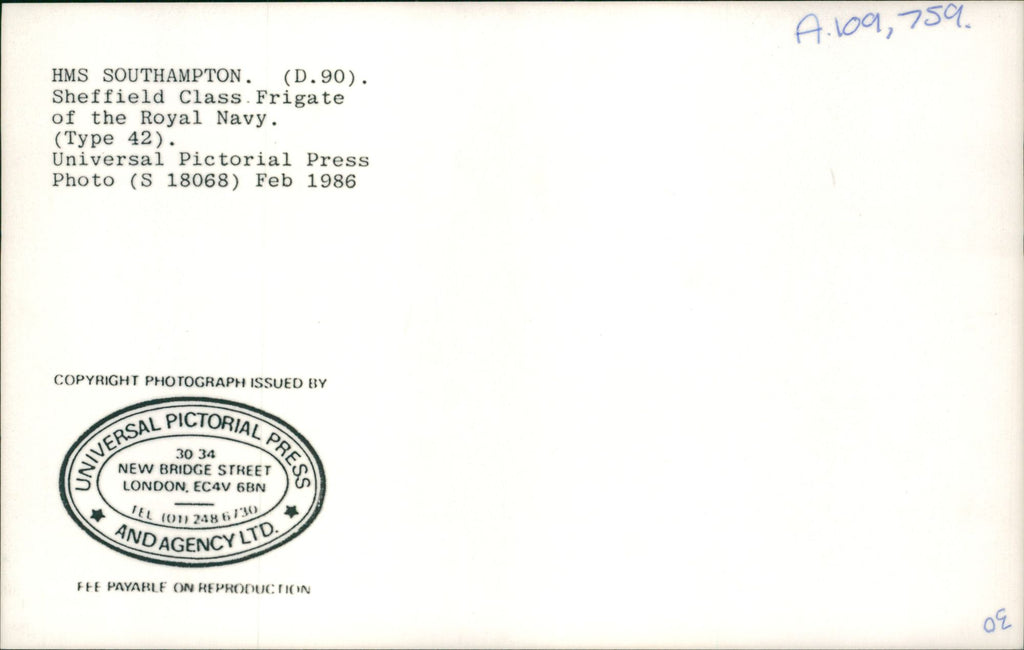 A.109,759.
HMS SOUTHAMPTON. (D.90).
Sheffield Class Frigate
of the Royal Navy.
(Type 42).
Universal Pictorial Press
Photo (S 18068) Feb 1986
COPYRIGHT PHOTOGRAPH ISSUED BY
UNIVERSAL PICTORIAL PRESS
30 34
NEW BRIDGE STREET
LONDON, EC4V 6BN
TEL (01) 248 6730
AND AGENCY LTD.
FEE PAYABLE ON REPRODUCTION